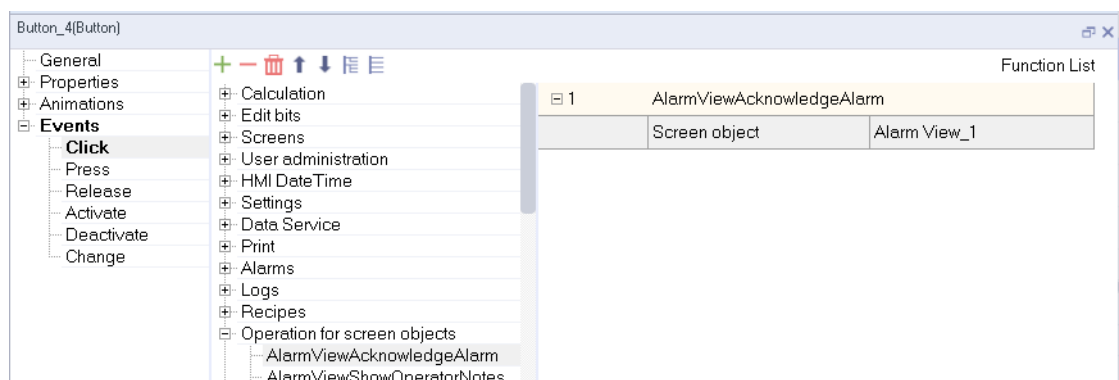 Button_4(Button)
General
Properties
Animations
Events
Click
Press
Release
Activate
Deactivate
Change
Calculation
Edit bits
Screens
User administration
HMI DateTime
Settings
Data Service
Print
Alarms
Logs
Recipes
Operation for screen objects
AlarmViewAcknowledgeAlarm
AlarmViewShowOperatorNotes
Function List
1 AlarmViewAcknowledgeAlarm
Screen object Alarm View_1